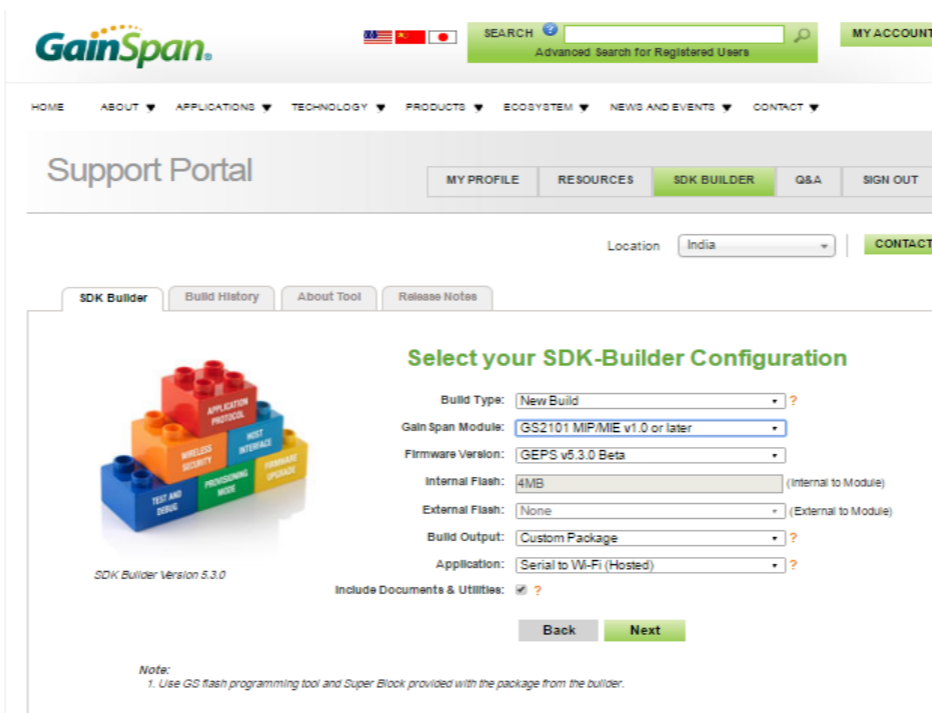 GainSpan®
SEARCH ?
MY ACCOUNT
Advanced Search for Registered Users
HOME ABOUT ▼ APPLICATIONS ▼ TECHNOLOGY ▼ PRODUCTS ▼ ECOSYSTEM ▼ NEWS AND EVENTS ▼ CONTACT ▼
Support Portal
MY PROFILE RESOURCES SDK BUILDER Q&A SIGN OUT
Location India CONTACT
SDK Builder Build History About Tool Release Notes
Select your SDK-Builder Configuration
Build Type: New Build ?
GainSpan Module: GS2101 MIP/MIE v1.0 or later
Firmware Version: GEPS v5.3.0 Beta
Internal Flash: 4MB (Internal to Module)
External Flash: None (External to Module)
Build Output: Custom Package ?
Application: Serial to Wi-Fi (Hosted) ?
Include Documents & Utilities: ?
APPLICATION
PROTOCOL
WIRELESS
SECURITY
HOST
INTERFACE
TEST AND
DEBUG
PROVISIONING
MODE
FIRMWARE
UPGRADE
SDK Builder Version 5.3.0
Back Next
Note:
1. Use GS flash programming tool and Super Block provided with the package from the builder.